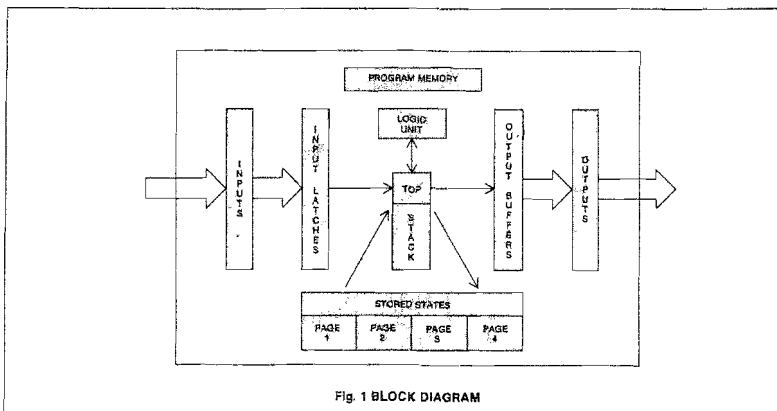 PROGRAM MEMORY
LOGIC
UNIT
INPUTS
INPUT LATCHES
TOP
STACK
OUTPUT BUFFERS
OUTPUTS
STORED STATES
PAGE
1
PAGE
2
PAGE
3
PAGE
4
Fig. 1 BLOCK DIAGRAM